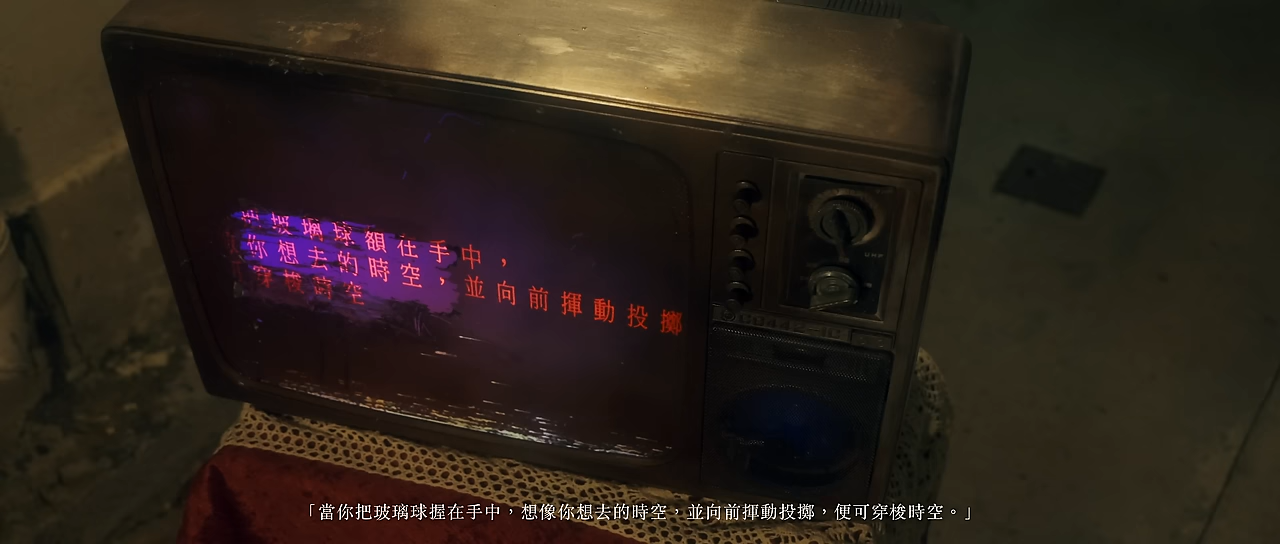 玻璃球額在手中，
你想去的時空，並向前揮動投擲
穿梭時空
「當你把玻璃球握在手中，想像你想去的時空，並向前揮動投擲，便可穿梭時空。」